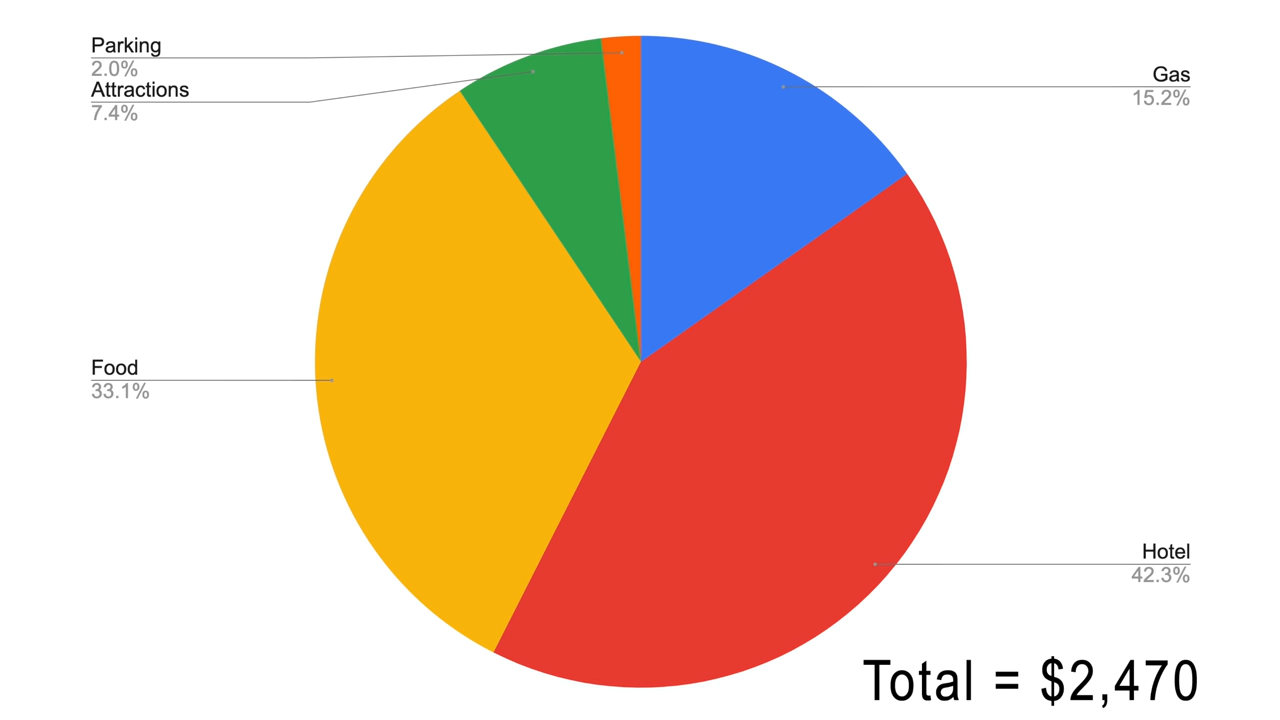 Parking
2.0%
Attractions
7.4%
Gas
15.2%
Food
33.1%
Hotel
42.3%
Total = $2,470